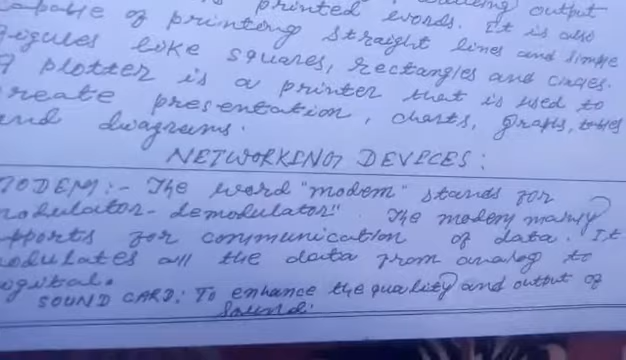 printed words. It is also
capable of printing straight lines and simple
figures like squares, rectangles and circles.
A plotter is a printer that is used to
create presentation, charts, graphs, tables
and diagrams.
NETWORKING DEVICES:
MODEM:- The word "modem" stands for
modulator-demodulator". The modem mainly
supports for communication of data. It
modulates all the data from analog to
digital.
SOUND CARD: To enhance the quality and output of
Sound.